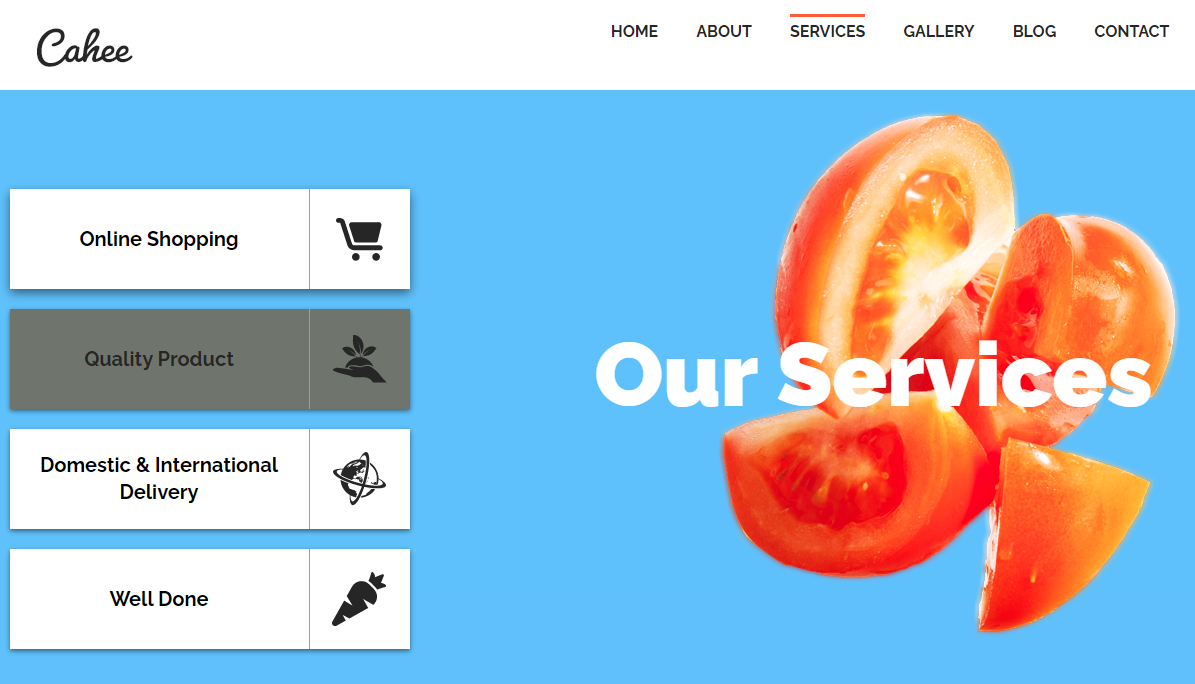 Cahee
HOME ABOUT SERVICES GALLERY BLOG CONTACT
Online Shopping
Quality Product
Domestic & International
Delivery
Well Done
Our Services